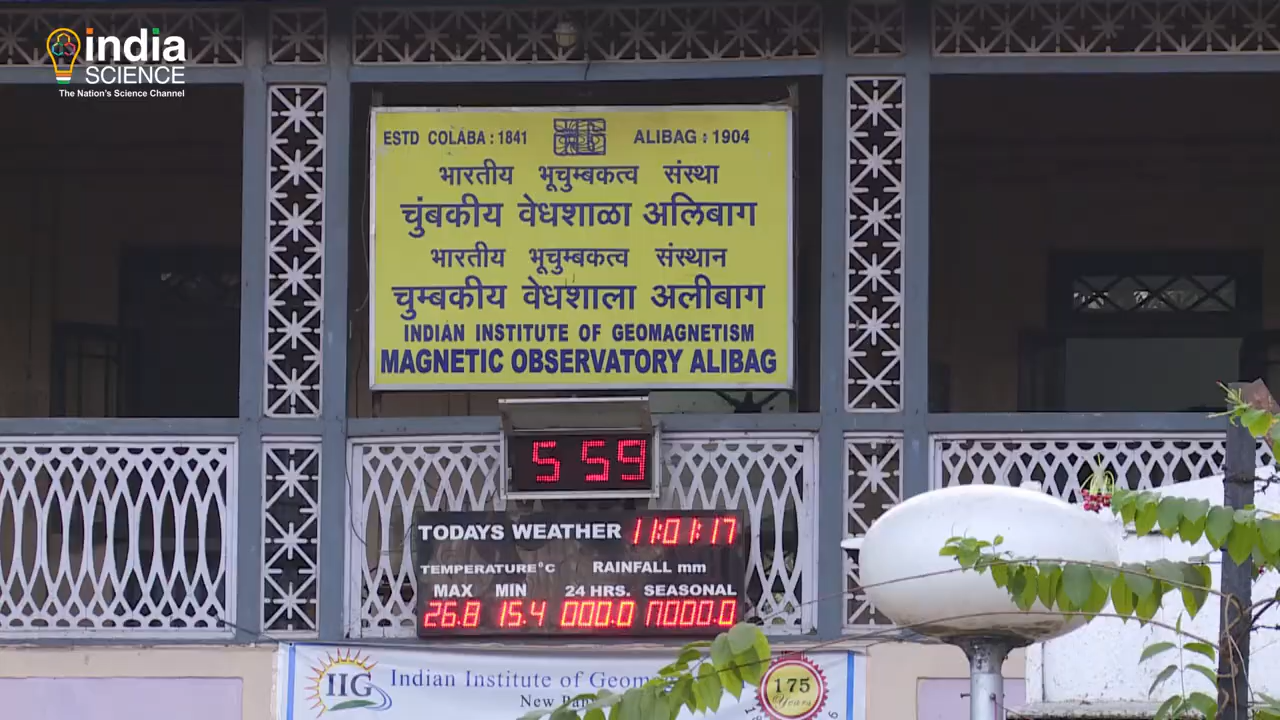 india
SCIENCE
The Nation's Science Channel
ESTD COLABA : 1841 ALIBAG : 1904
भारतीय भूचुम्बकत्व संस्था
चुंबकीय वेधशाळा अलिबाग
भारतीय भूचुम्बकत्व संस्थान
चुम्बकीय वेधशाला अलीबाग
INDIAN INSTITUTE OF GEOMAGNETISM
MAGNETIC OBSERVATORY ALIBAG
5 59
TODAYS WEATHER 11:01:17
TEMPERATURE°C RAINFALL mm
MAX MIN 24 HRS. SEASONAL
26.8 15.4 000.0 0000.0
IIG Indian Institute of
New
175
Years